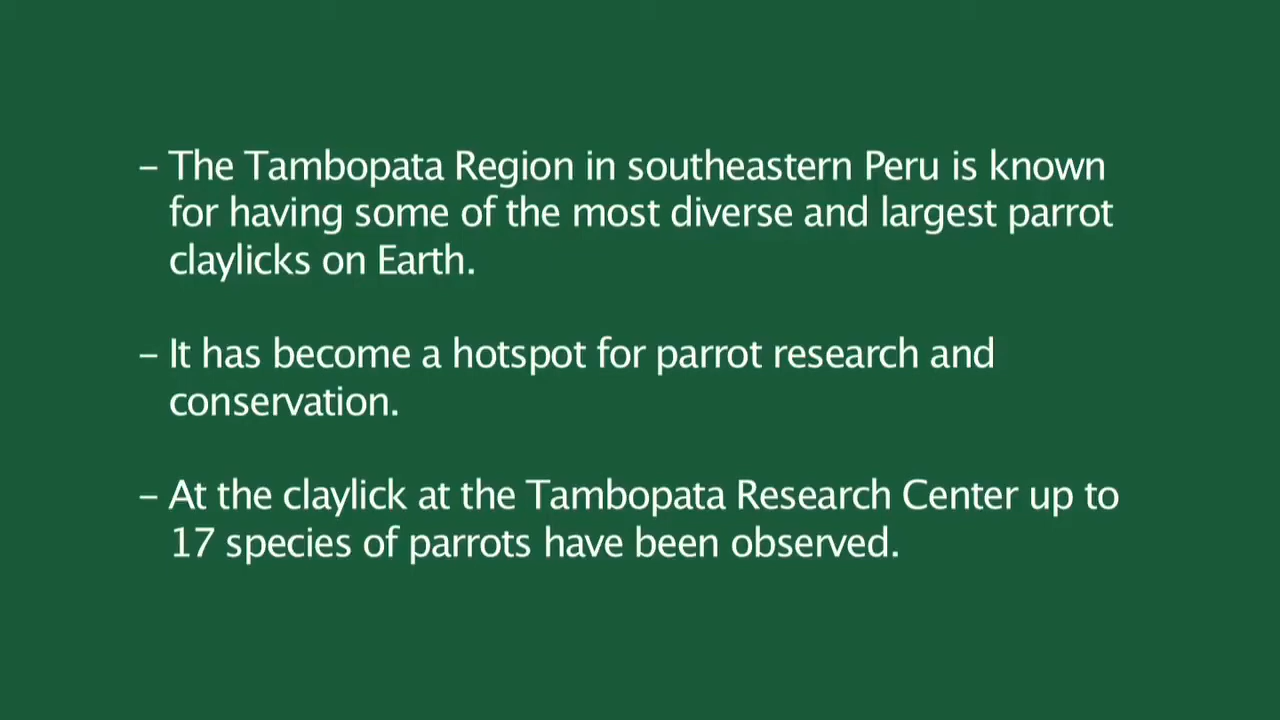 – The Tambopata Region in southeastern Peru is known
for having some of the most diverse and largest parrot
claylicks on Earth.
– It has become a hotspot for parrot research and
conservation.
– At the claylick at the Tambopata Research Center up to
17 species of parrots have been observed.